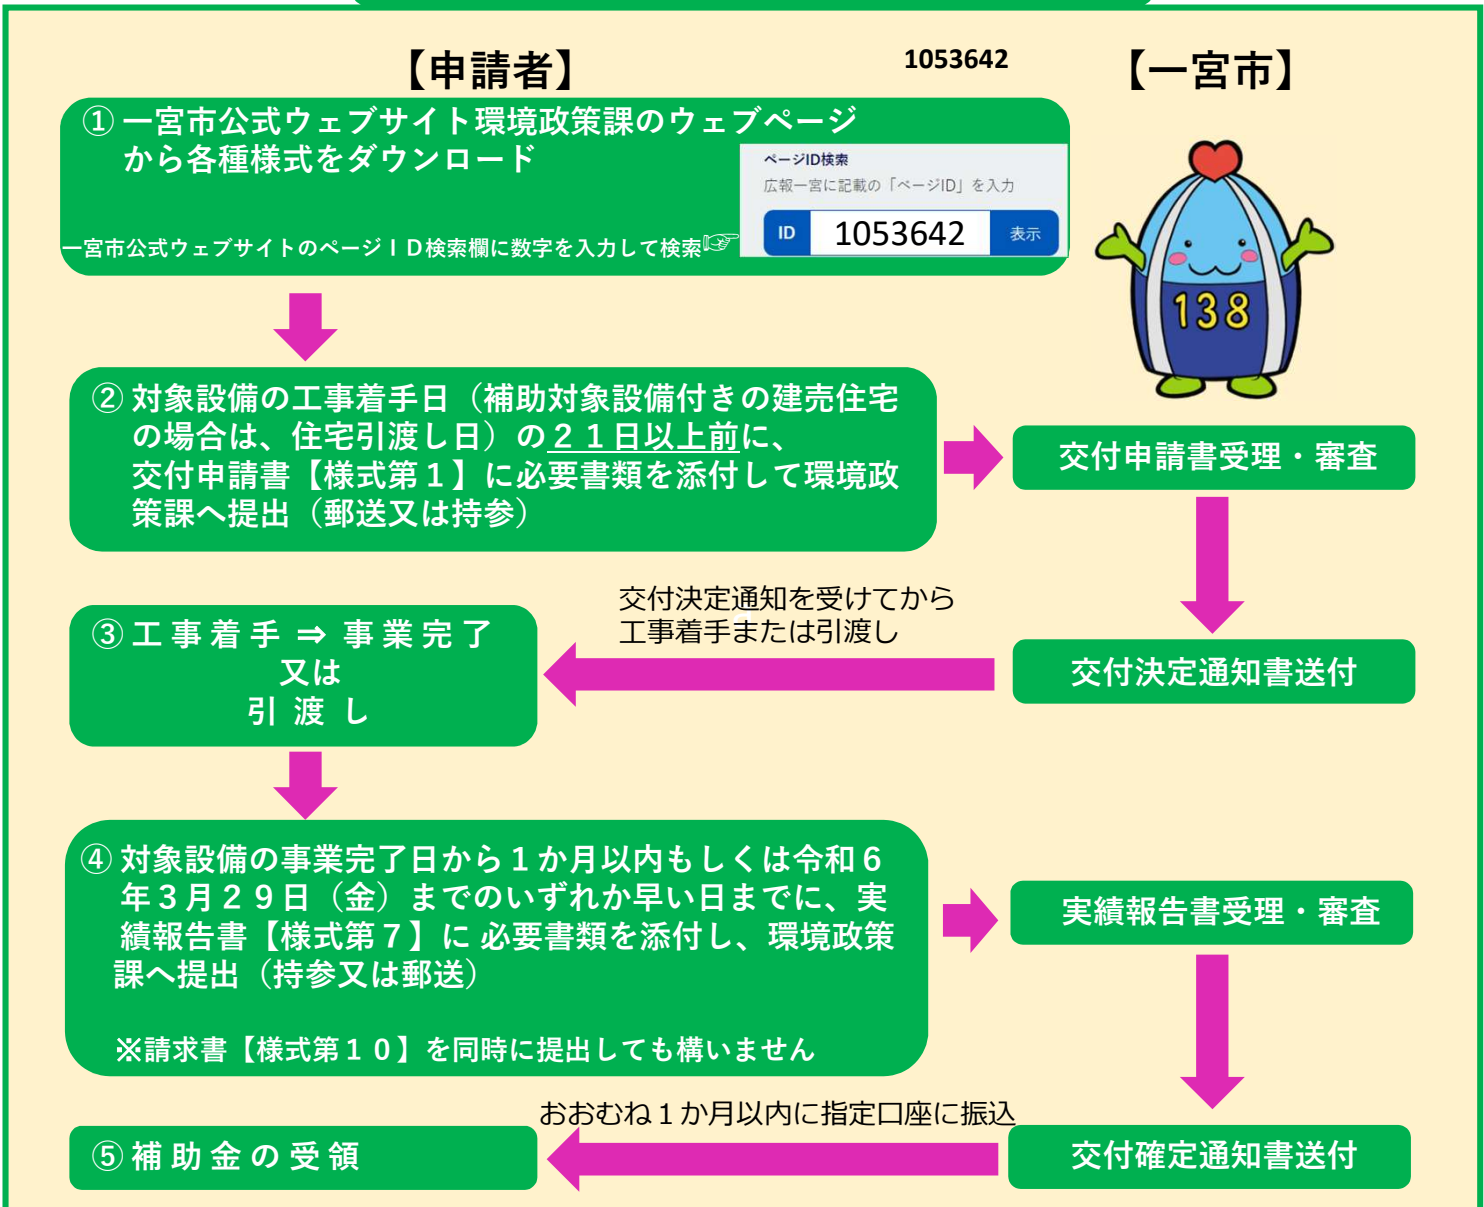 【申請者】
1053642
【一宮市】
① 一宮市公式ウェブサイト環境政策課のウェブページ
から各種様式をダウンロード
ページID検索
広報一宮に記載の「ページID」を入力
ID 1053642 表示
一宮市公式ウェブサイトのページＩＤ検索欄に数字を入力して検索☞
138
② 対象設備の工事着手日（補助対象設備付きの建売住宅
の場合は、住宅引渡し日）の２１日以上前に、
交付申請書【様式第１】に必要書類を添付して環境政
策課へ提出（郵送又は持参）
交付申請書受理・審査
交付決定通知を受けてから
工事着手または引渡し
③ 工事着手 ⇒ 事業完了
又は
引 渡 し
交付決定通知書送付
④ 対象設備の事業完了日から１か月以内もしくは令和６
年３月２９日（金）までのいずれか早い日までに、実
績報告書【様式第７】に 必要書類を添付し、環境政策
課へ提出（持参又は郵送）
※請求書【様式第１０】を同時に提出しても構いません
実績報告書受理・審査
おおむね１か月以内に指定口座に振込
⑤ 補助金の受領
交付確定通知書送付